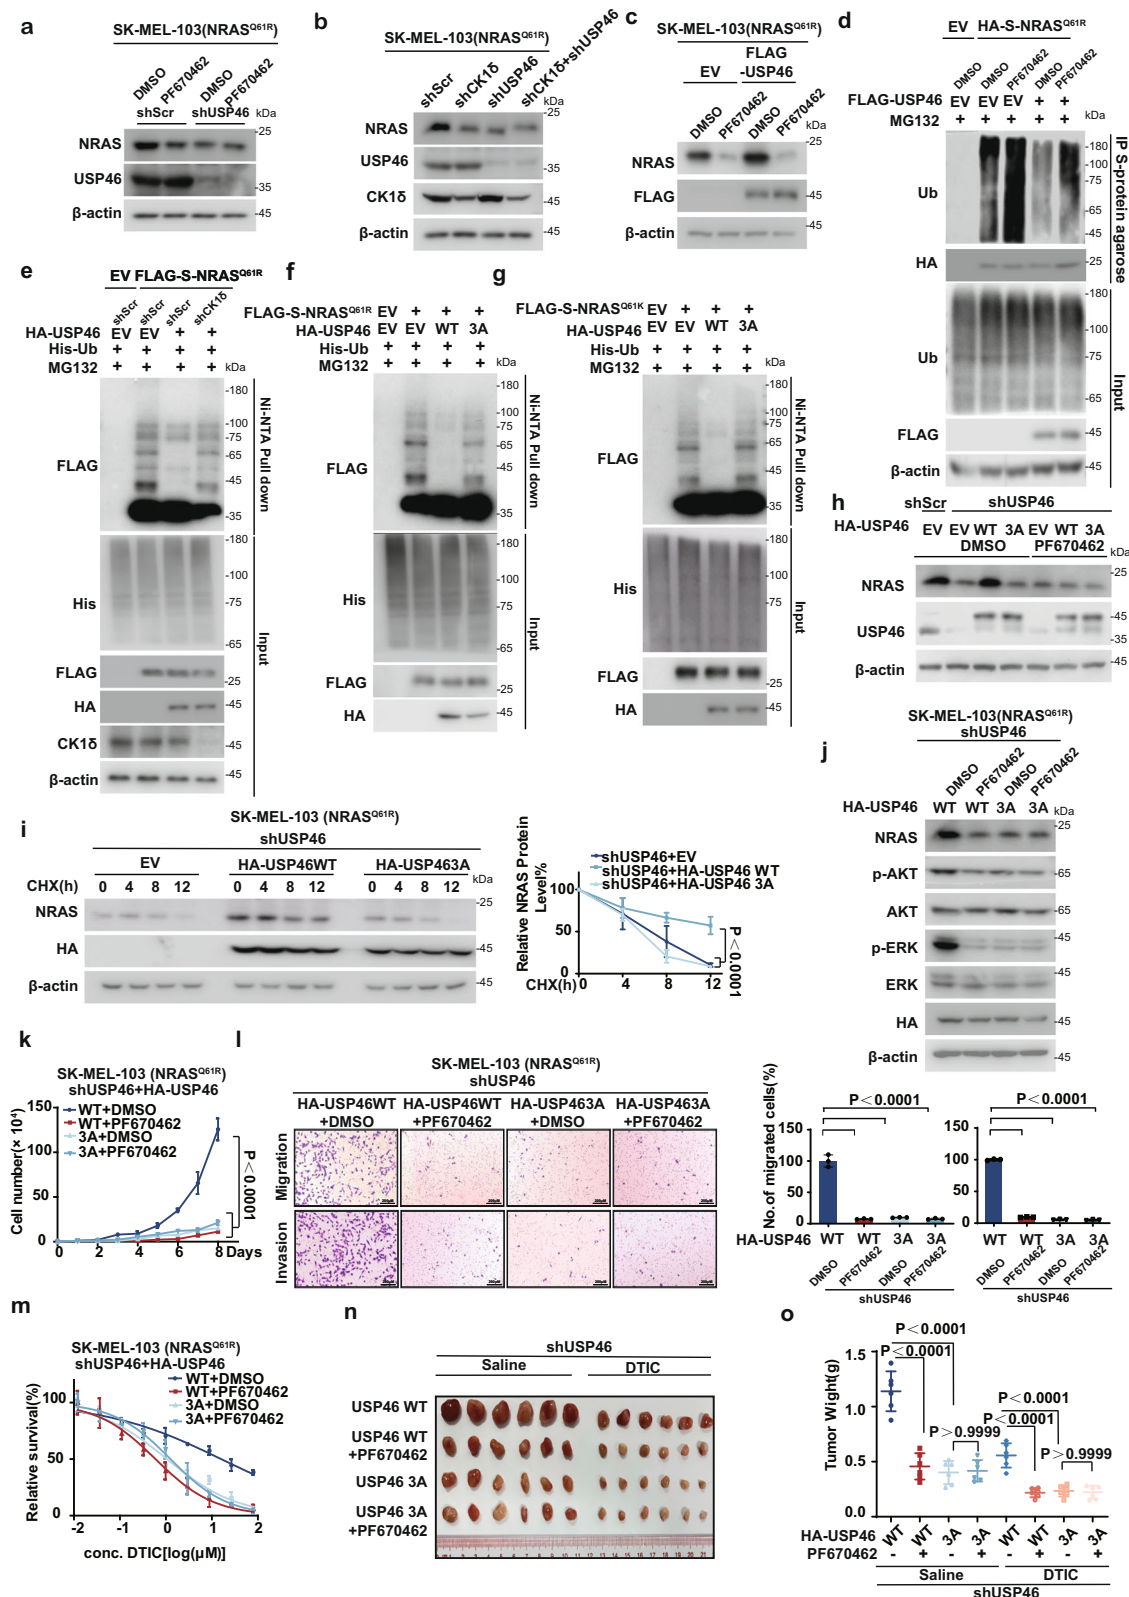 a
SK-MEL-103(NRASQ61R)
DMSO PF670462 DMSO PF670462
shScr shUSP46 kDa
NRAS -25
USP46 -35
β-actin -45
b
SK-MEL-103(NRASQ61R)
shScr shCK1δ shUSP46 shCK1δ+shUSP46
kDa
NRAS -25
USP46 -35
CK1δ -45
β-actin -45
c
SK-MEL-103(NRASQ61R)
FLAG
EV -USP46
DMSO PF670462 DMSO PF670462
kDa
NRAS -25
FLAG -45
β-actin -45
d
EV HA-S-NRASQ61R
DMSO DMSO PF670462 DMSO PF670462
FLAG-USP46 EV EV EV + +
MG132 + + + + + kDa
Ub -180 -100 -75 -65 -45
HA -25
IP S-protein agarose
Ub -180 -100 -75 -65
FLAG -45
β-actin -45
Input
e
EV FLAG-S-NRASQ61R
shScr shScr shScr shCK1δ
HA-USP46 EV EV + +
His-Ub + + + +
MG132 + + + + kDa
FLAG -180 -100 -75 -65 -45 -35
Ni-NTA Pull down
His -180 -100 -75 -65
FLAG -25
HA -45
CK1δ -45
β-actin -45
Input
f
FLAG-S-NRASQ61R EV + + +
HA-USP46 EV EV WT 3A
His-Ub + + + +
MG132 + + + + kDa
FLAG -180 -100 -75 -65 -45 -35
Ni-NTA Pull down
His -180 -100 -75 -65
FLAG -25
HA -45
Input
g
FLAG-S-NRASQ61K EV + + +
HA-USP46 EV EV WT 3A
His-Ub + + + +
MG132 + + + + kDa
FLAG -180 -100 -75 -65 -45 -35
Ni-NTA Pull down
His -180 -100 -75 -65
FLAG -25
HA -45
Input
h
shScr shUSP46
HA-USP46 EV EV WT 3A EV WT 3A
DMSO PF670462 kDa
NRAS -25
USP46 -45 -35
β-actin -45
i
SK-MEL-103 (NRASQ61R)
shUSP46
EV HA-USP46WT HA-USP463A
CHX(h) 0 4 8 12 0 4 8 12 0 4 8 12 kDa
NRAS -25
HA -45
β-actin -45
Relative NRAS Protein
Level%
shUSP46+EV
shUSP46+HA-USP46 WT
shUSP46+HA-USP46 3A
100
50
0
P<0.0001
CHX(h) 0 4 8 12
j
SK-MEL-103(NRASQ61R)
shUSP46
DMSO PF670462 DMSO PF670462
HA-USP46 WT WT 3A 3A kDa
NRAS -25
p-AKT -65
AKT -65
p-ERK -45
ERK -45
HA -45
β-actin -45
k
SK-MEL-103 (NRASQ61R)
shUSP46+HA-USP46
WT+DMSO
WT+PF670462
3A+DMSO
3A+PF670462
Cell number(× 10⁴)
150
100
50
0
P<0.0001
0 2 4 6 8 Days
l
SK-MEL-103 (NRASQ61R)
shUSP46
HA-USP46WT HA-USP46WT HA-USP463A HA-USP463A
+DMSO +PF670462 +DMSO +PF670462
Migration
Invasion
No.of migrated cells(%)
P<0.0001
150
100
50
0
HA-USP46 WT WT 3A 3A
DMSO PF670462 DMSO PF670462
shUSP46
P<0.0001
150
100
50
0
WT WT 3A 3A
DMSO PF670462 DMSO PF670462
shUSP46
m
SK-MEL-103 (NRASQ61R)
shUSP46+HA-USP46
WT+DMSO
WT+PF670462
3A+DMSO
3A+PF670462
Relative survival(%)
100
50
0
-2 -1 0 1 2
conc. DTIC[log(μM)]
n
shUSP46
Saline DTIC
USP46 WT
USP46 WT
+PF670462
USP46 3A
USP46 3A
+PF670462
o
P<0.0001
P<0.0001
P<0.0001
P<0.0001
P>0.9999
P>0.9999
Tumor Wight(g)
1.5
1.0
0.5
0.0
HA-USP46 WT WT 3A 3A WT WT 3A 3A
PF670462 - + - + - + - +
Saline DTIC
shUSP46